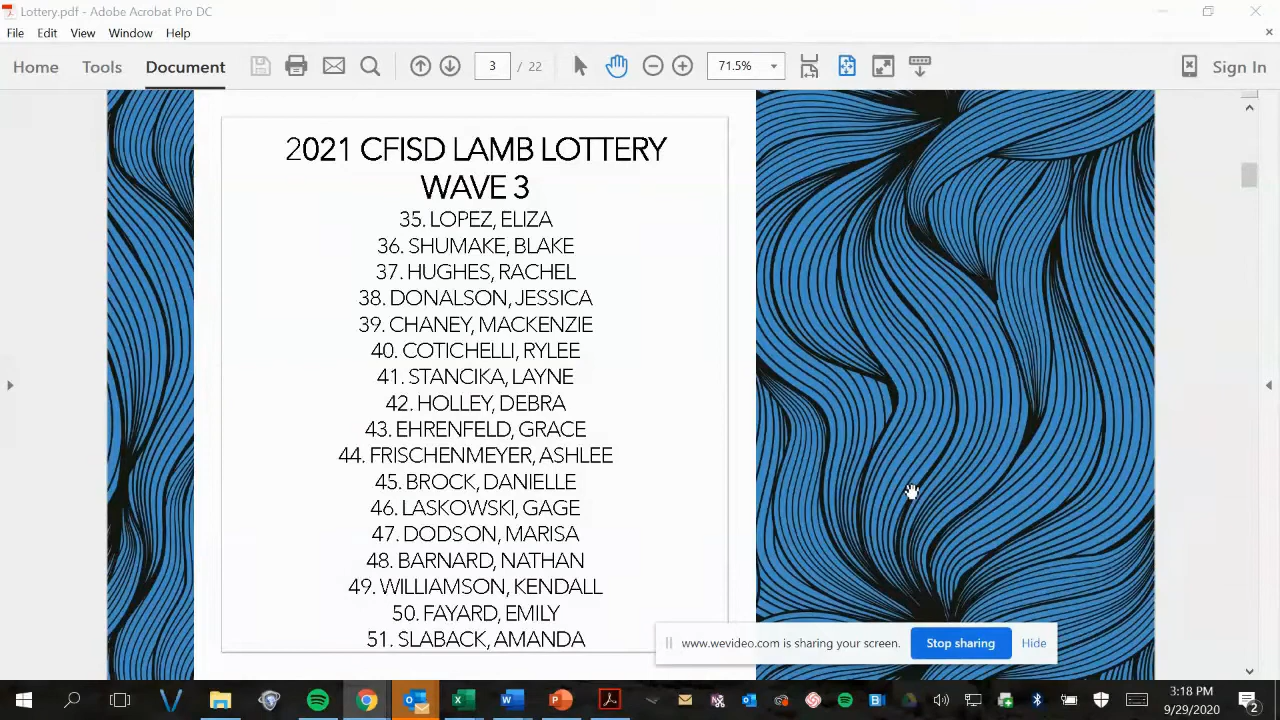 Lottery.pdf - Adobe Acrobat Pro DC
File Edit View Window Help
Home Tools Document 3 / 22 71.5% Sign In
2021 CFISD LAMB LOTTERY
WAVE 3
35. LOPEZ, ELIZA
36. SHUMAKE, BLAKE
37. HUGHES, RACHEL
38. DONALSON, JESSICA
39. CHANEY, MACKENZIE
40. COTICHELLI, RYLEE
41. STANCIKA, LAYNE
42. HOLLEY, DEBRA
43. EHRENFELD, GRACE
44. FRISCHENMEYER, ASHLEE
45. BROCK, DANIELLE
46. LASKOWSKI, GAGE
47. DODSON, MARISA
48. BARNARD, NATHAN
49. WILLIAMSON, KENDALL
50. FAYARD, EMILY
51. SLABACK, AMANDA
www.wevideo.com is sharing your screen. Stop sharing Hide
3:18 PM
9/29/2020
2